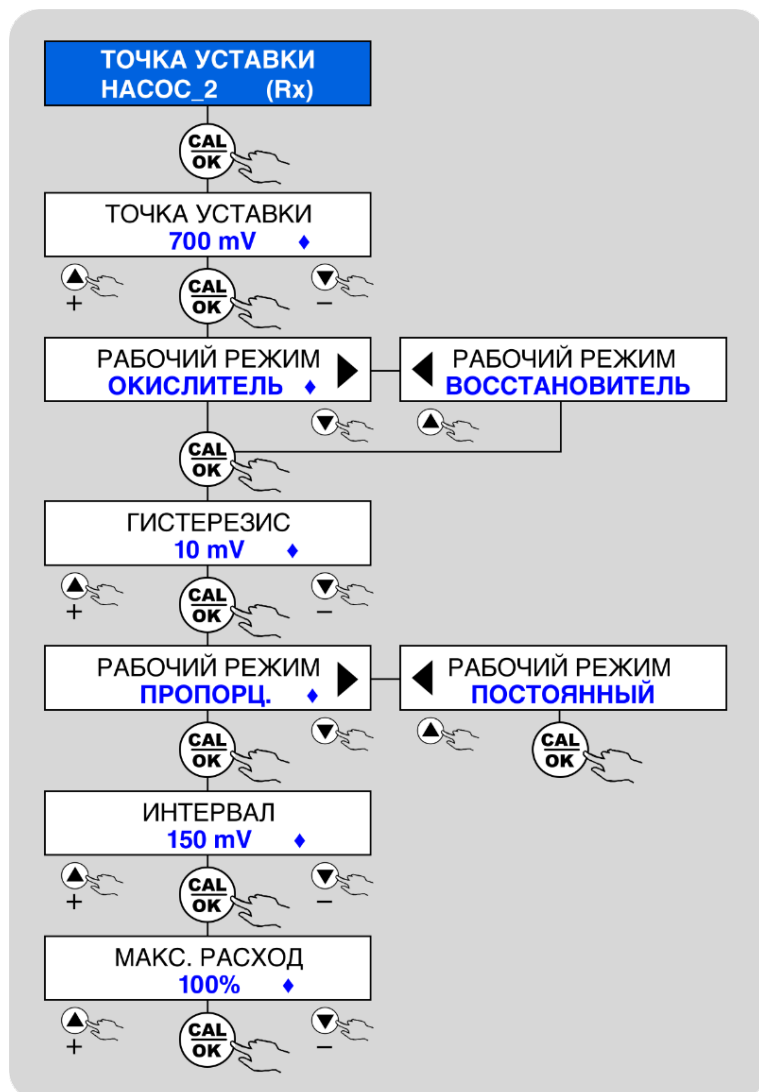 ТОЧКА УСТАВКИ
НАСОС_2 (Rx)
CAL
OK
ТОЧКА УСТАВКИ
700 mV ♦
+
CAL
OK
−
РАБОЧИЙ РЕЖИМ
ОКИСЛИТЕЛЬ ♦
РАБОЧИЙ РЕЖИМ
ВОССТАНОВИТЕЛЬ
CAL
OK
ГИСТЕРЕЗИС
10 mV ♦
+
CAL
OK
−
РАБОЧИЙ РЕЖИМ
ПРОПОРЦ. ♦
РАБОЧИЙ РЕЖИМ
ПОСТОЯННЫЙ
CAL
OK
CAL
OK
ИНТЕРВАЛ
150 mV ♦
+
CAL
OK
−
МАКС. РАСХОД
100% ♦
+
CAL
OK
−